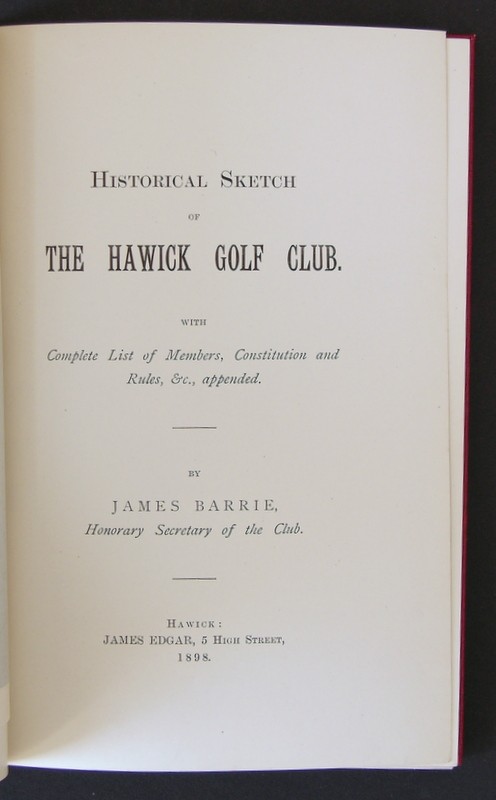 Historical Sketch
OF
THE HAWICK GOLF CLUB.
WITH
Complete List of Members, Constitution and
Rules, &c., appended.
BY
JAMES BARRIE,
Honorary Secretary of the Club.
Hawick:
JAMES EDGAR, 5 High Street,
1898.